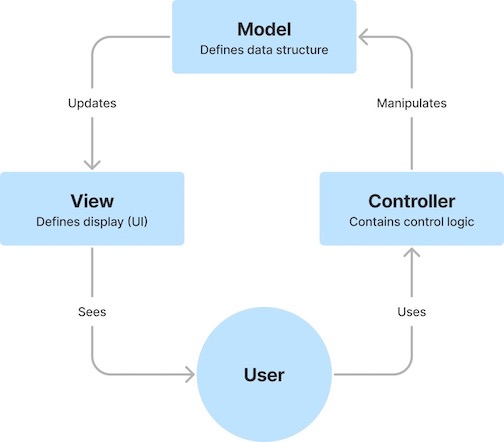 Model
Defines data structure
Updates
Manipulates
View
Defines display (UI)
Controller
Contains control logic
Sees
Uses
User